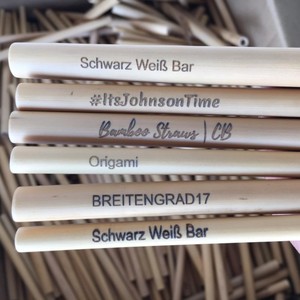 Schwarz Weiß Bar
#ItsJohnsonTime
Bamboo Straws | CB
Origami
BREITENGRAD17
Schwarz Weiß Bar